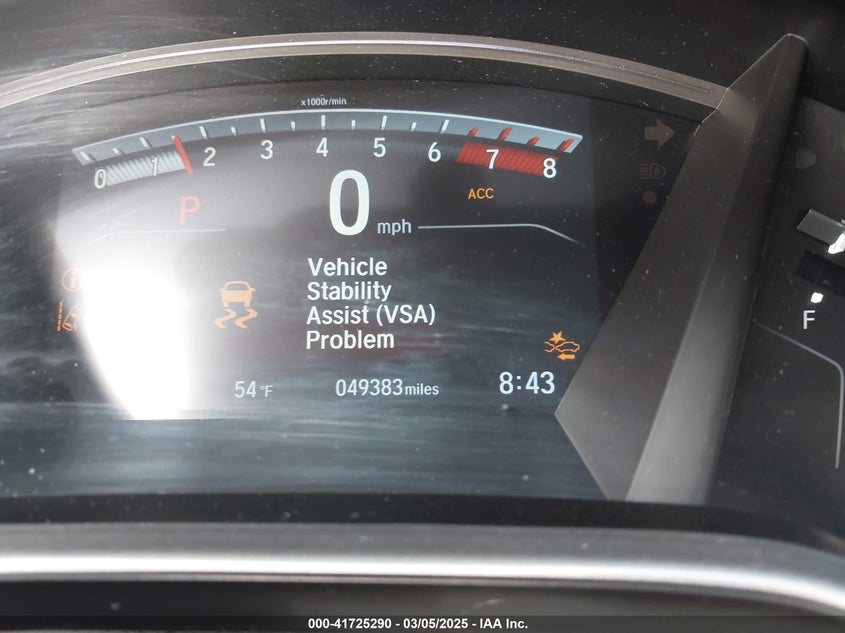 x1000r/min
0 1 2 3 4 5 6 7 8
P 0 mph ACC
Vehicle
Stability
Assist (VSA)
Problem
54°F 049383 miles 8:43
F
000-41725290 - 03/05/2025 - IAA Inc.